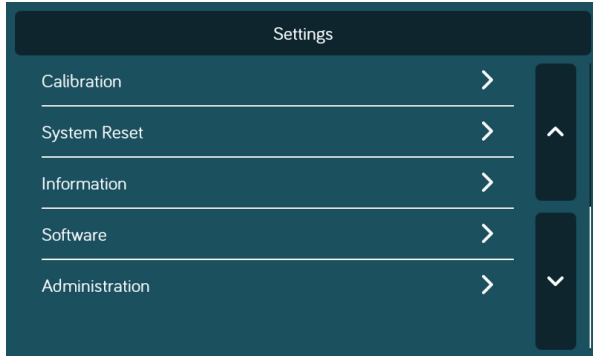 Settings
Calibration
System Reset
Information
Software
Administration